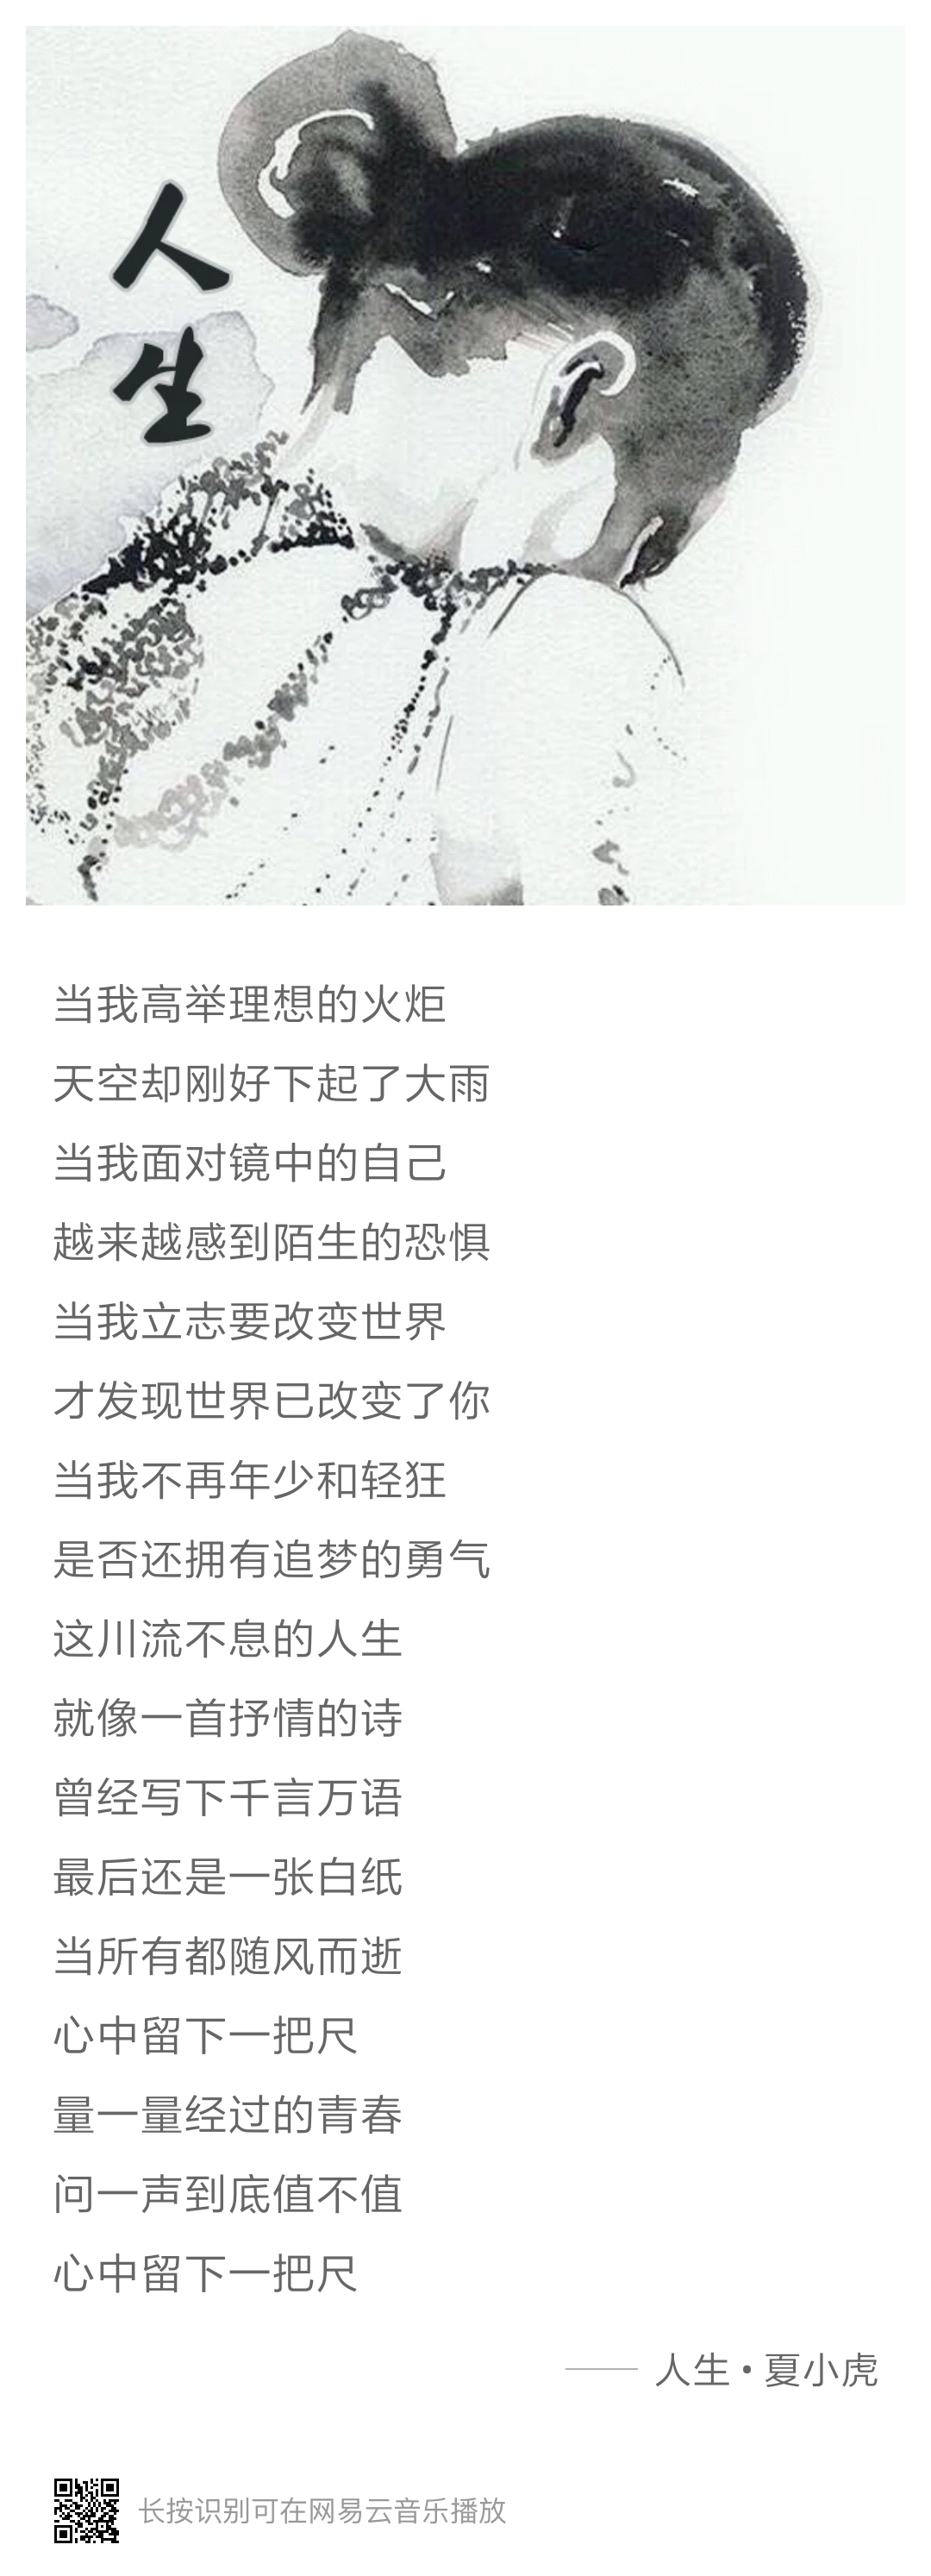 人
生
当我高举理想的火炬
天空却刚好下起了大雨
当我面对镜中的自己
越来越感到陌生的恐惧
当我立志要改变世界
才发现世界已改变了你
当我不再年少和轻狂
是否还拥有追梦的勇气
这川流不息的人生
就像一首抒情的诗
曾经写下千言万语
最后还是一张白纸
当所有都随风而逝
心中留下一把尺
量一量经过的青春
问一声到底值不值
心中留下一把尺
—— 人生 • 夏小虎
长按识别可在网易云音乐播放